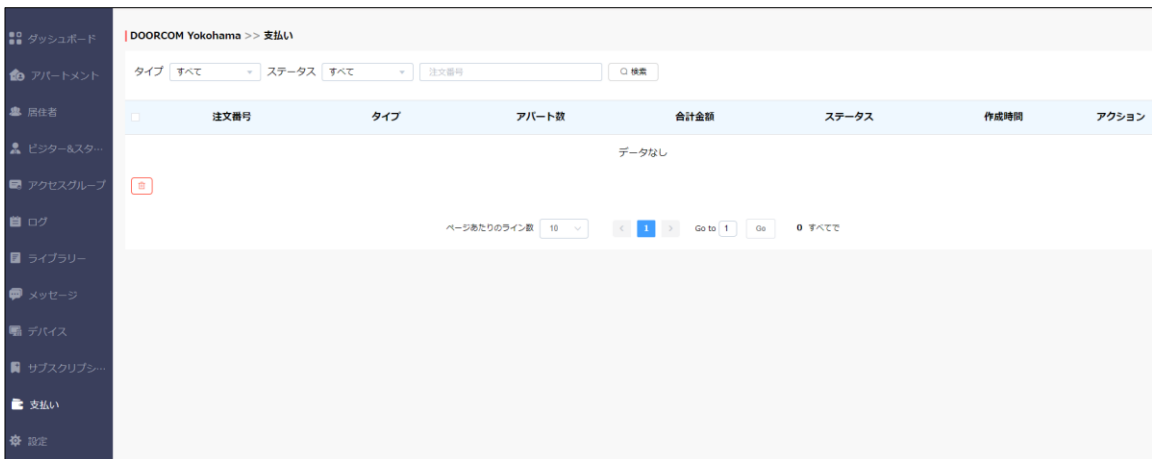 ダッシュボード
アパートメント
居住者
ビジター&スタ…
アクセスグループ
ログ
ライブラリー
メッセージ
デバイス
サブスクリプシ…
支払い
設定
DOORCOM Yokohama >> 支払い
タイプ すべて ステータス すべて 注文番号 検索
注文番号 タイプ アパート数 合計金額 ステータス 作成時間 アクション
データなし
ページあたりのライン数 10 < 1 > Go to 1 Go 0 すべてで